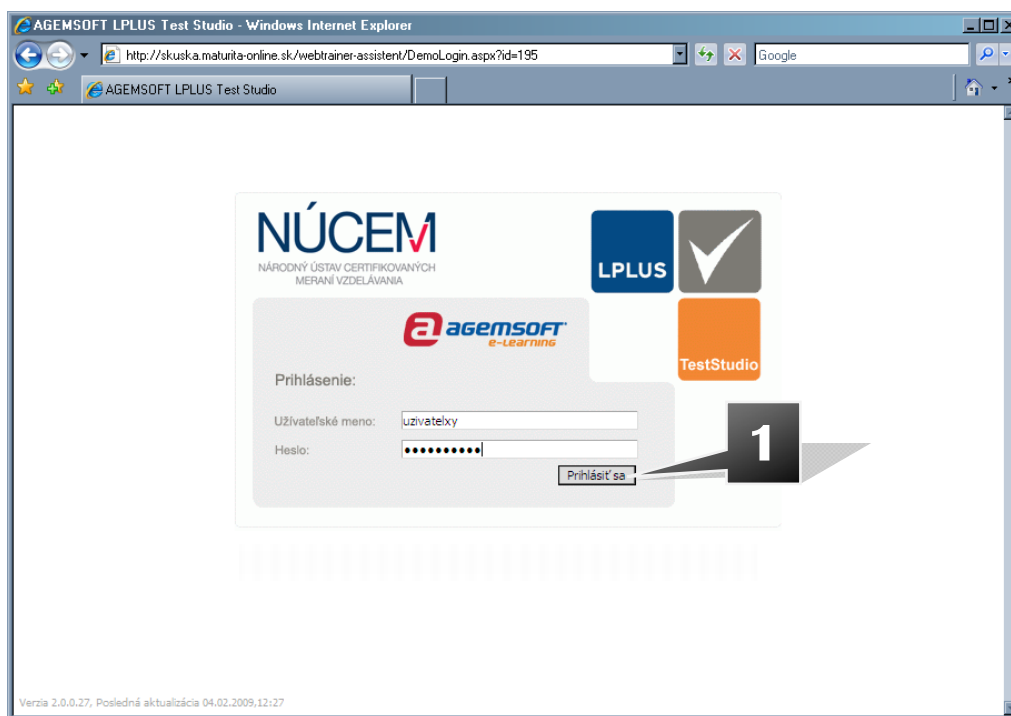 AGEMSOFT LPLUS Test Studio - Windows Internet Explorer
http://skuska.maturita-online.sk/webtrainer-assistent/DemoLogin.aspx?id=195
Google
AGEMSOFT LPLUS Test Studio
NÚCEM
NÁRODNÝ ÚSTAV CERTIFIKOVANÝCH
MERANÍ VZDELÁVANIA
LPLUS
agemsoft
e-Learning
TestStudio
Prihlásenie:
Užívateľské meno: uzivatelxy
Heslo: ••••••••••
Prihlásiť sa
1
Verzia 2.0.0.27, Posledná aktualizácia 04.02.2009,12:27